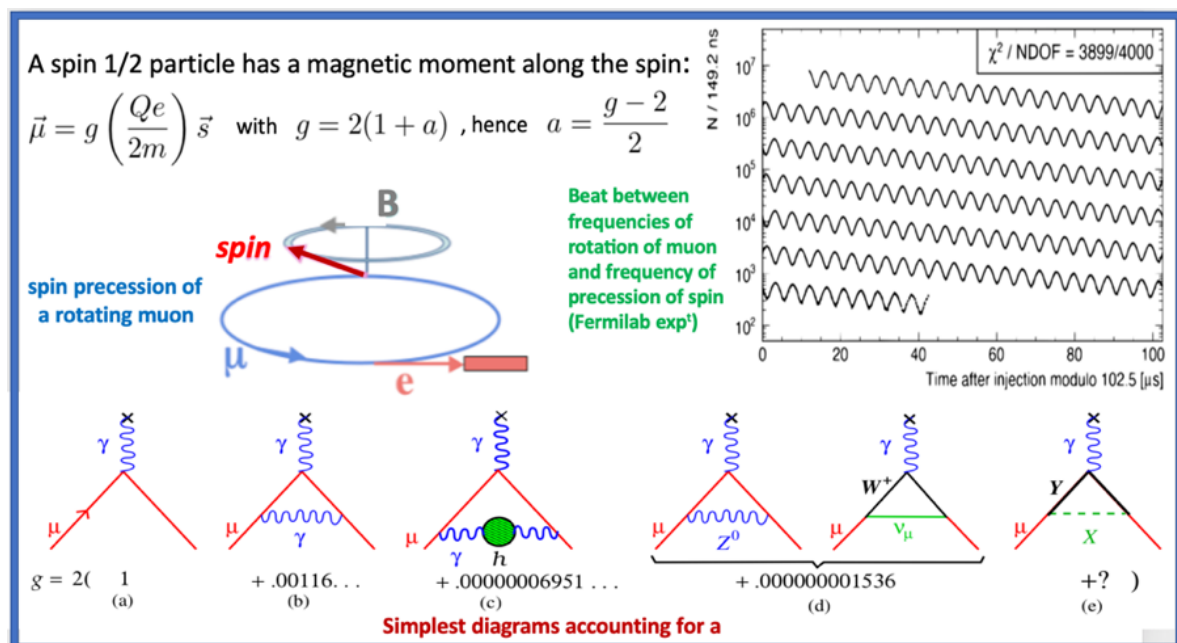 A spin 1/2 particle has a magnetic moment along the spin:
μ⃗ = g (Qe/2m) s⃗ with g = 2(1 + a) , hence a = (g − 2)/2
B
spin
spin precession of
a rotating muon
μ
e
Beat between
frequencies of
rotation of muon
and frequency of
precession of spin
(Fermilab expᵗ)
χ² / NDOF = 3899/4000
N / 149.2 ns
10⁷
10⁶
10⁵
10⁴
10³
10²
0 20 40 60 80 100
Time after injection modulo 102.5 [μs]
γ γ γ γ γ γ
W⁺ Y
μ μ μ μ μ μ
γ γ h Z⁰ ν_μ X
g = 2( 1 + .00116. . . + .00000006951 . . . + .000000001536 +? )
(a) (b) (c) (d) (e)
Simplest diagrams accounting for a